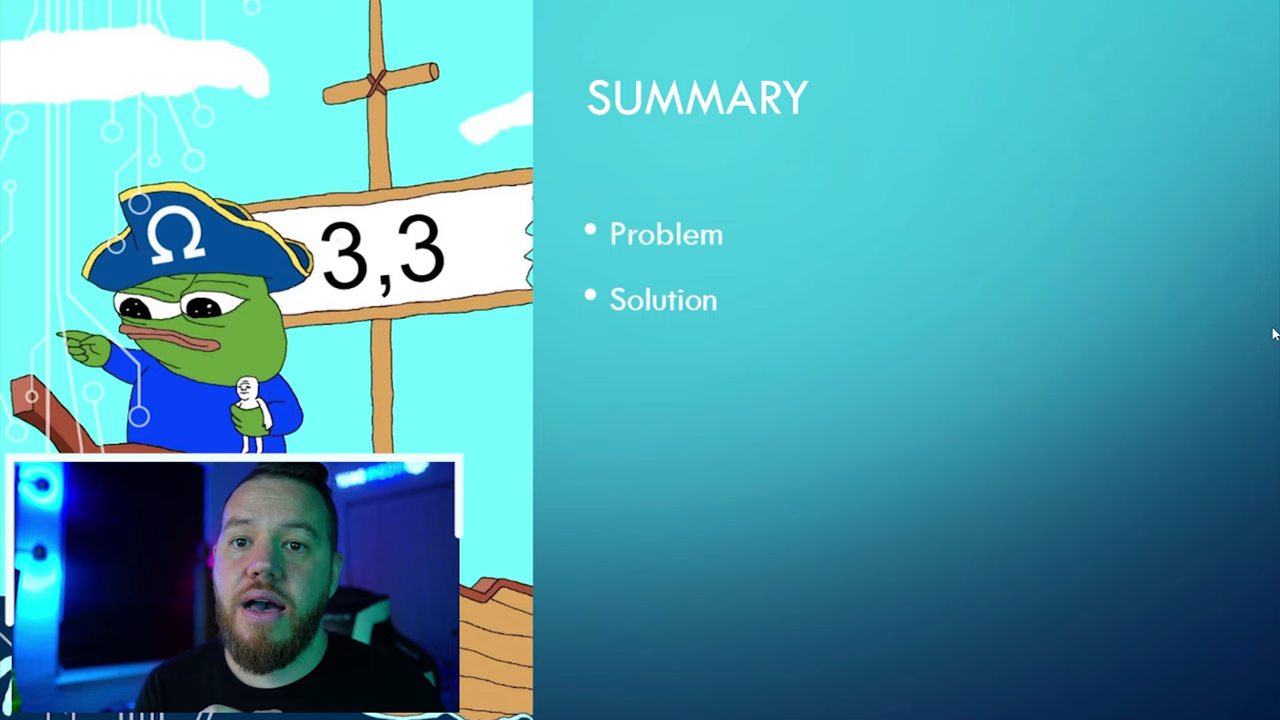 SUMMARY
Ω
3,3
• Problem
• Solution